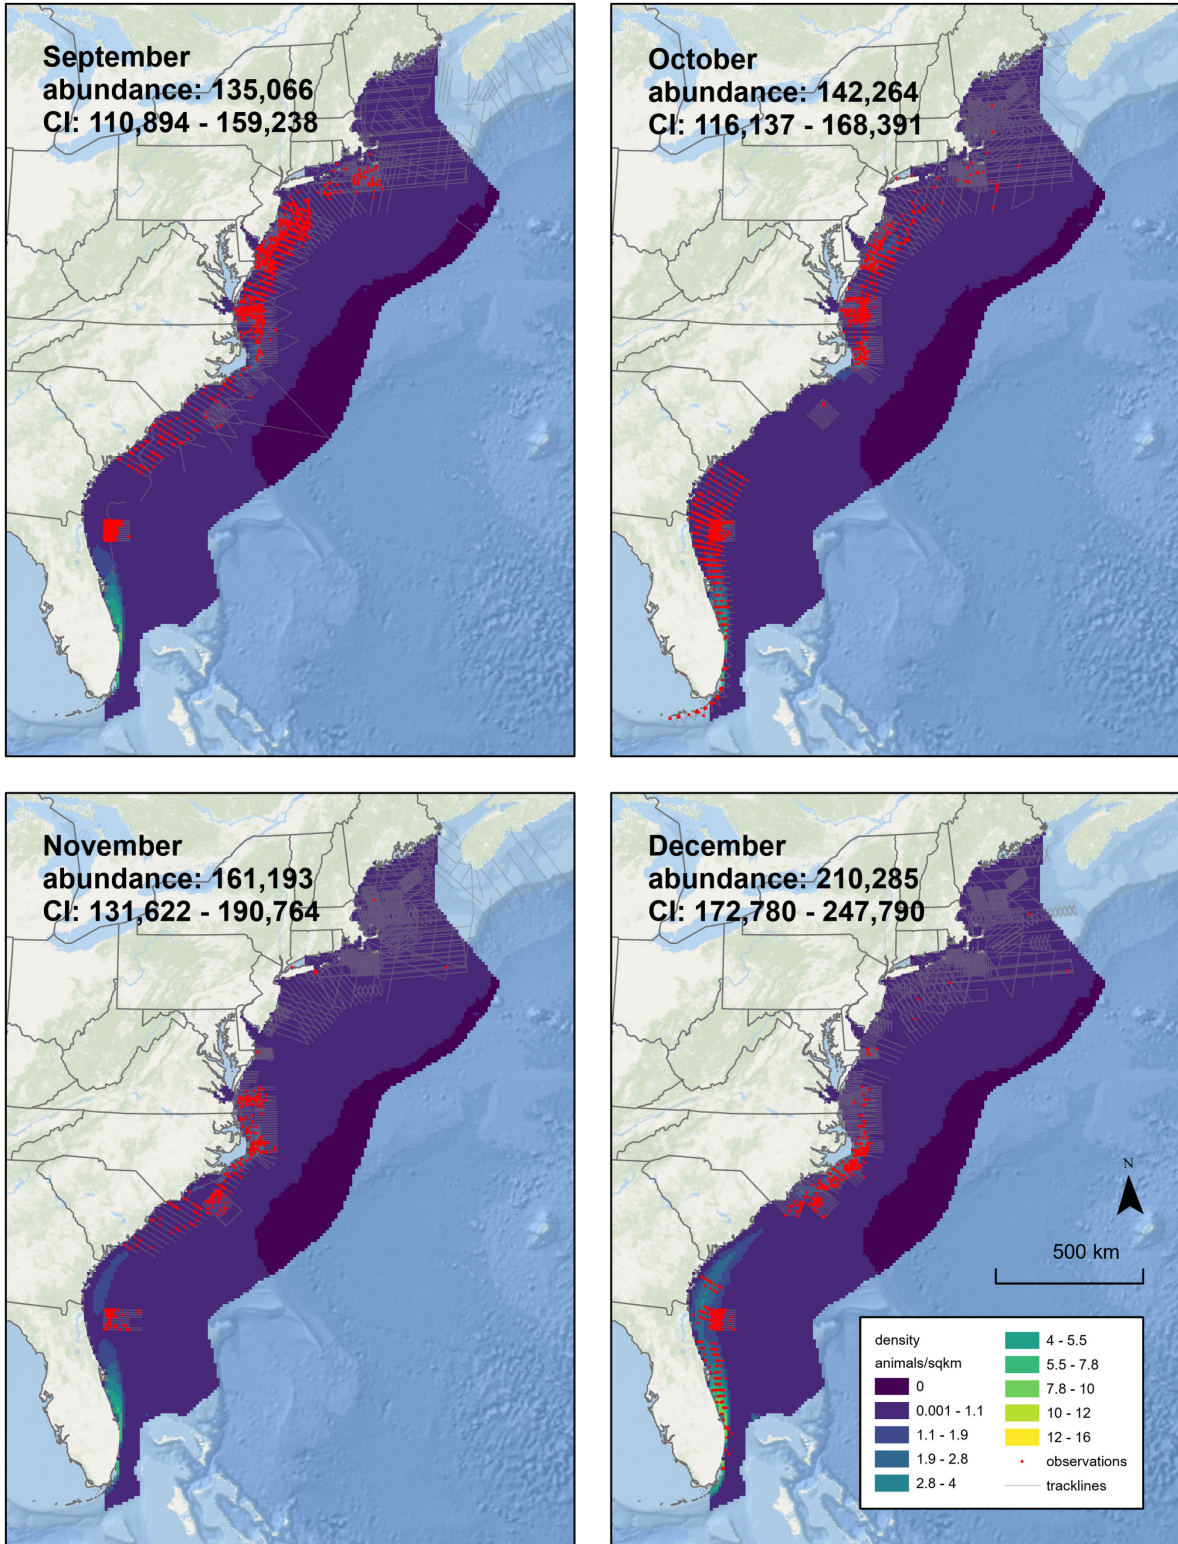 September
abundance: 135,066
CI: 110,894 - 159,238
October
abundance: 142,264
CI: 116,137 - 168,391
November
abundance: 161,193
CI: 131,622 - 190,764
December
abundance: 210,285
CI: 172,780 - 247,790
N
500 km
density
animals/sqkm
0
0.001 - 1.1
1.1 - 1.9
1.9 - 2.8
2.8 - 4
4 - 5.5
5.5 - 7.8
7.8 - 10
10 - 12
12 - 16
observations
tracklines